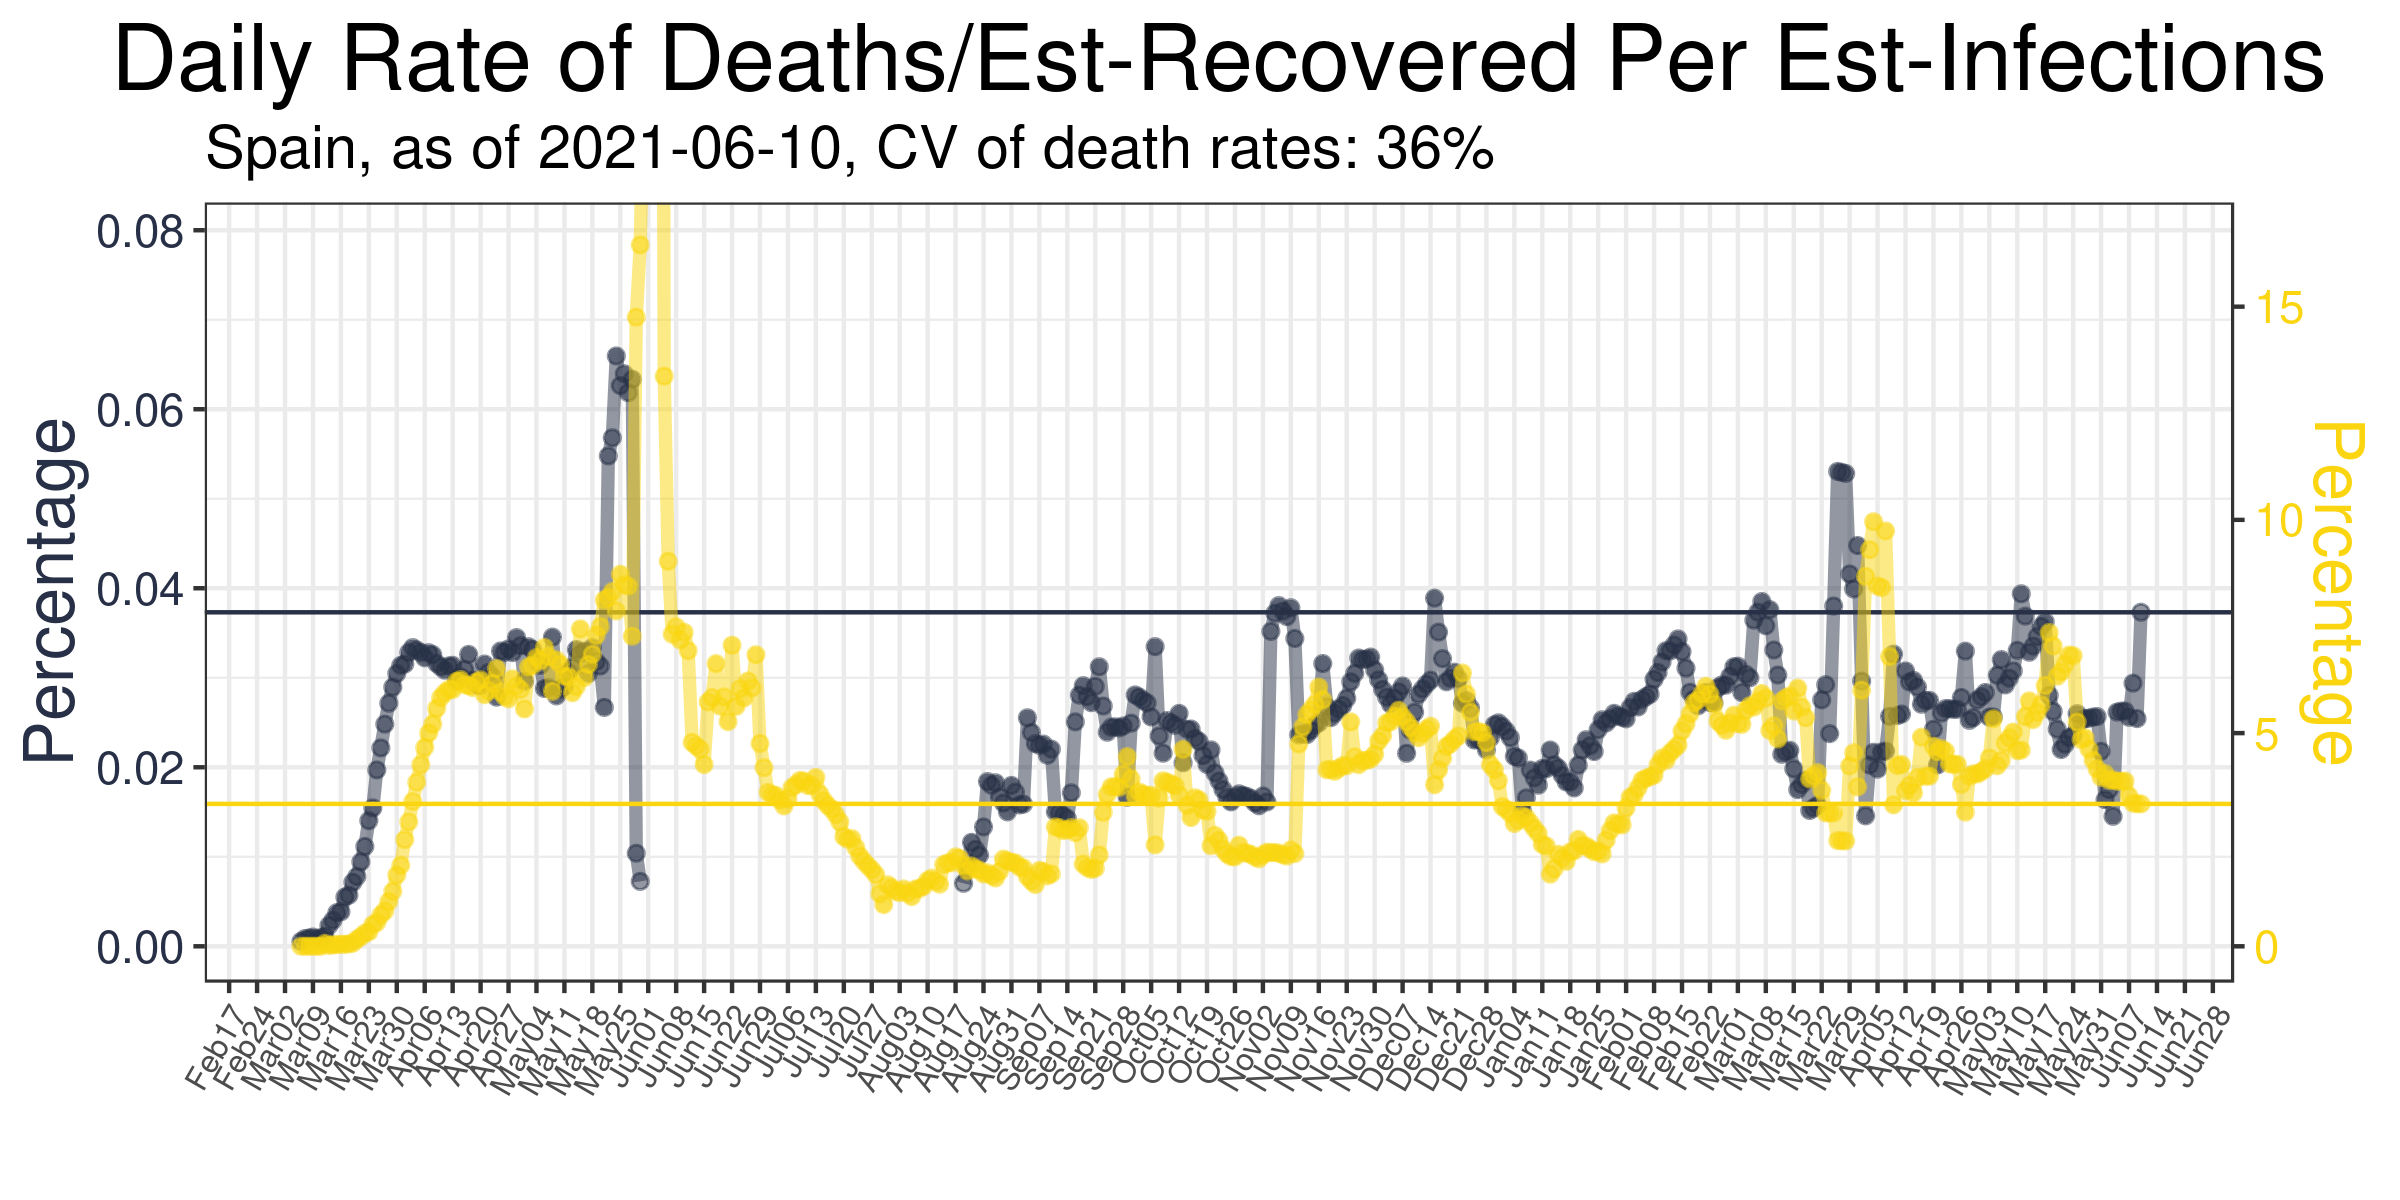 Daily Rate of Deaths/Est-Recovered Per Est-Infections
Spain, as of 2021-06-10, CV of death rates: 36%
Percentage
0.08
0.06
0.04
0.02
0.00
15
10
5
0
Percentage
Feb17
Feb24
Mar02
Mar09
Mar16
Mar23
Mar30
Apr06
Apr13
Apr20
Apr27
May04
May11
May18
May25
Jun01
Jun08
Jun15
Jun22
Jun29
Jul06
Jul13
Jul20
Jul27
Aug03
Aug10
Aug17
Aug24
Aug31
Sep07
Sep14
Sep21
Sep28
Oct05
Oct12
Oct19
Oct26
Nov02
Nov09
Nov16
Nov23
Nov30
Dec07
Dec14
Dec21
Dec28
Jan04
Jan11
Jan18
Jan25
Feb01
Feb08
Feb15
Feb22
Mar01
Mar08
Mar15
Mar22
Mar29
Apr05
Apr12
Apr19
Apr26
May03
May10
May17
May24
May31
Jun07
Jun14
Jun21
Jun28